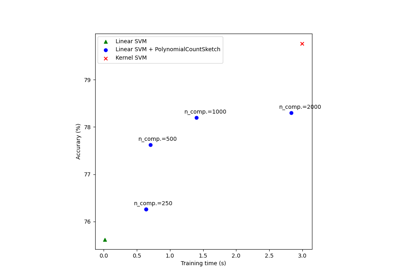 Linear SVM
Linear SVM + PolynomialCountSketch
Kernel SVM
79
78
77
76
Accurary (%)
n_comp.=2000
n_comp.=1000
n_comp.=500
n_comp.=250
0.0 0.5 1.0 1.5 2.0 2.5 3.0
Training time (s)